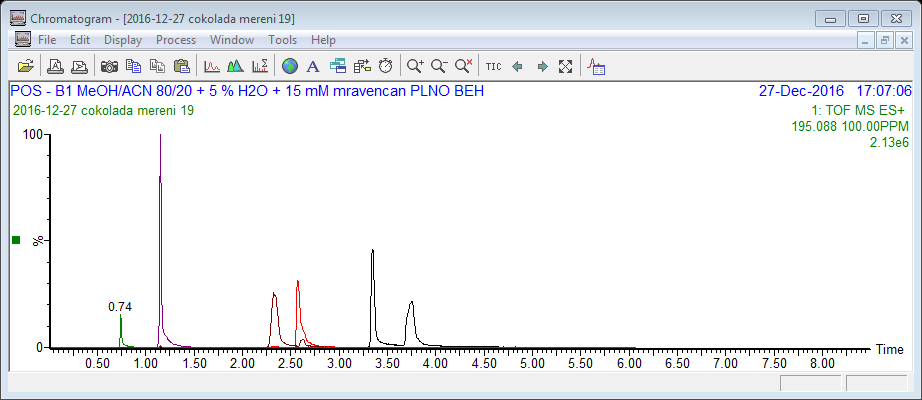 Chromatogram - [2016-12-27 cokolada mereni 19]
File Edit Display Process Window Tools Help
TIC
POS - B1 MeOH/ACN 80/20 + 5 % H2O + 15 mM mravencan PLNO BEH 27-Dec-2016 17:07:06
2016-12-27 cokolada mereni 19 1: TOF MS ES+
195.088 100.00PPM
2.13e6
100
%
0.74
0
0.50 1.00 1.50 2.00 2.50 3.00 3.50 4.00 4.50 5.00 5.50 6.00 6.50 7.00 7.50 8.00 Time